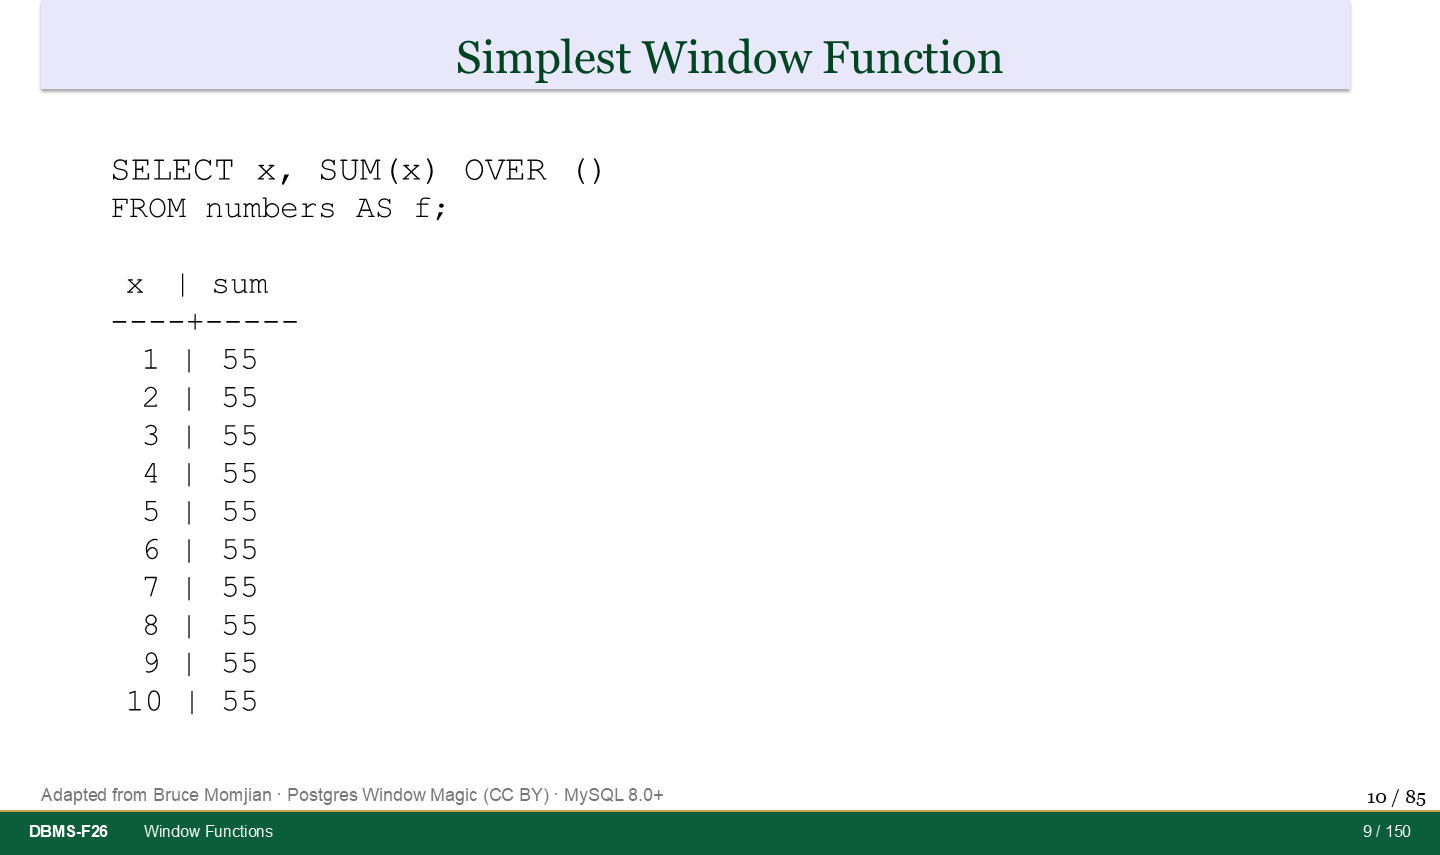 Simplest Window Function
SELECT x, SUM(x) OVER ()
FROM numbers AS f;
x | sum
----+-----
1 | 55
2 | 55
3 | 55
4 | 55
5 | 55
6 | 55
7 | 55
8 | 55
9 | 55
10 | 55
Adapted from Bruce Momjian · Postgres Window Magic (CC BY) · MySQL 8.0+
10 / 85
DBMS-F26 Window Functions 9 / 150